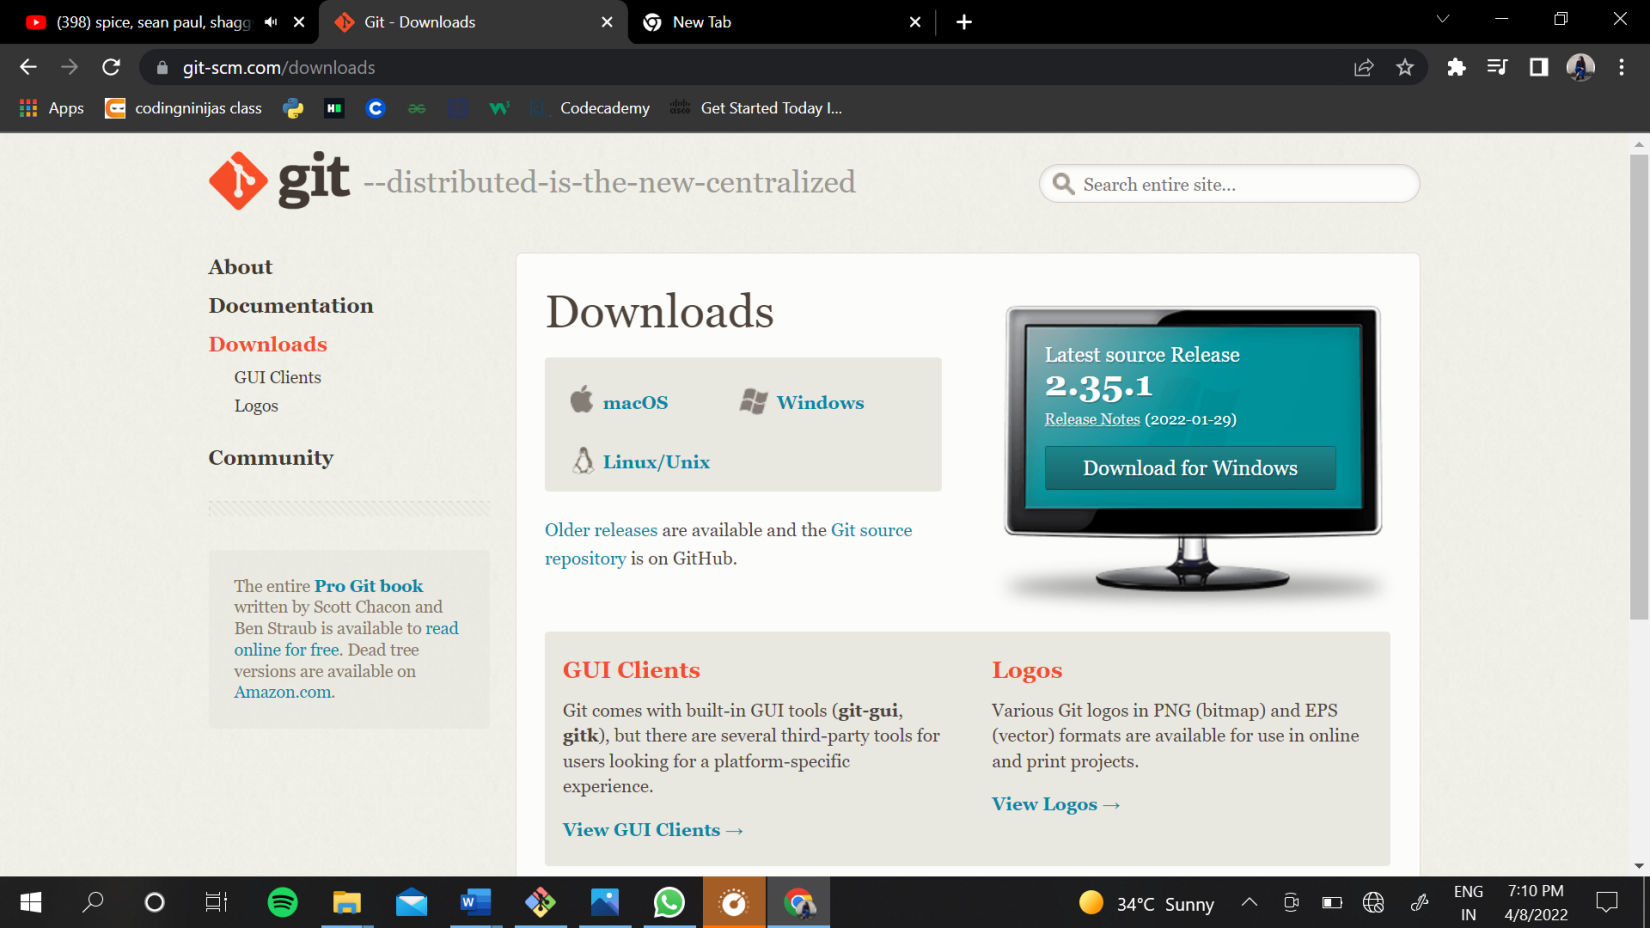 (398) spice, sean paul, shagg
Git - Downloads
New Tab
git-scm.com/downloads
Apps
codingninijas class
Codecademy
Get Started Today I...
git --distributed-is-the-new-centralized
Search entire site...
About
Documentation
Downloads
GUI Clients
Logos
Community
The entire Pro Git book
written by Scott Chacon and
Ben Straub is available to read
online for free. Dead tree
versions are available on
Amazon.com.
Downloads
macOS
Windows
Linux/Unix
Older releases are available and the Git source
repository is on GitHub.
Latest source Release
2.35.1
Release Notes (2022-01-29)
Download for Windows
GUI Clients
Git comes with built-in GUI tools (git-gui,
gitk), but there are several third-party tools for
users looking for a platform-specific
experience.
View GUI Clients →
Logos
Various Git logos in PNG (bitmap) and EPS
(vector) formats are available for use in online
and print projects.
View Logos →
34°C Sunny
ENG
IN
7:10 PM
4/8/2022